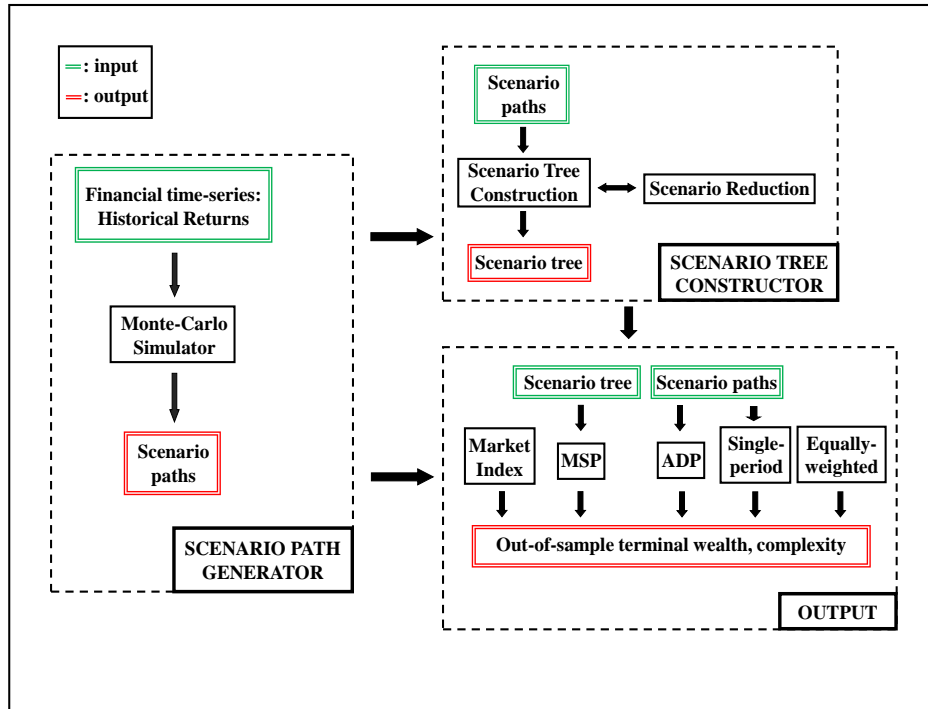 : input
: output
Financial time-series:
Historical Returns
Monte-Carlo
Simulator
Scenario
paths
SCENARIO PATH
GENERATOR
Scenario
paths
Scenario Tree
Construction
Scenario Reduction
Scenario tree
SCENARIO TREE
CONSTRUCTOR
Scenario tree
Scenario paths
Market
Index
MSP
ADP
Single-
period
Equally-
weighted
Out-of-sample terminal wealth, complexity
OUTPUT